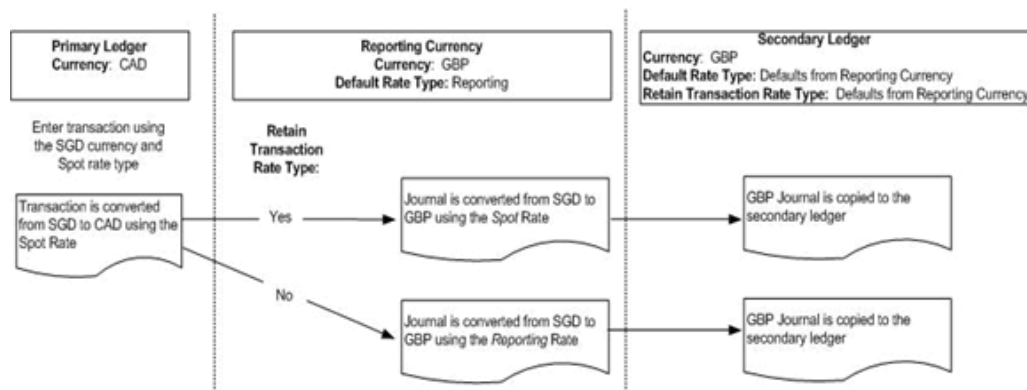 Primary Ledger
Currency: CAD
Enter transaction using
the SGD currency and
Spot rate type
Transaction is converted
from SGD to CAD using the
Spot Rate
Reporting Currency
Currency: GBP
Default Rate Type: Reporting
Retain
Transaction
Rate Type:
Yes
No
Journal is converted from SGD to
GBP using the Spot Rate
Journal is converted from SGD to
GBP using the Reporting Rate
Secondary Ledger
Currency: GBP
Default Rate Type: Defaults from Reporting Currency
Retain Transaction Rate Type: Defaults from Reporting Currency
GBP Journal is copied to the
secondary ledger
GBP Journal is copied to the
secondary ledger